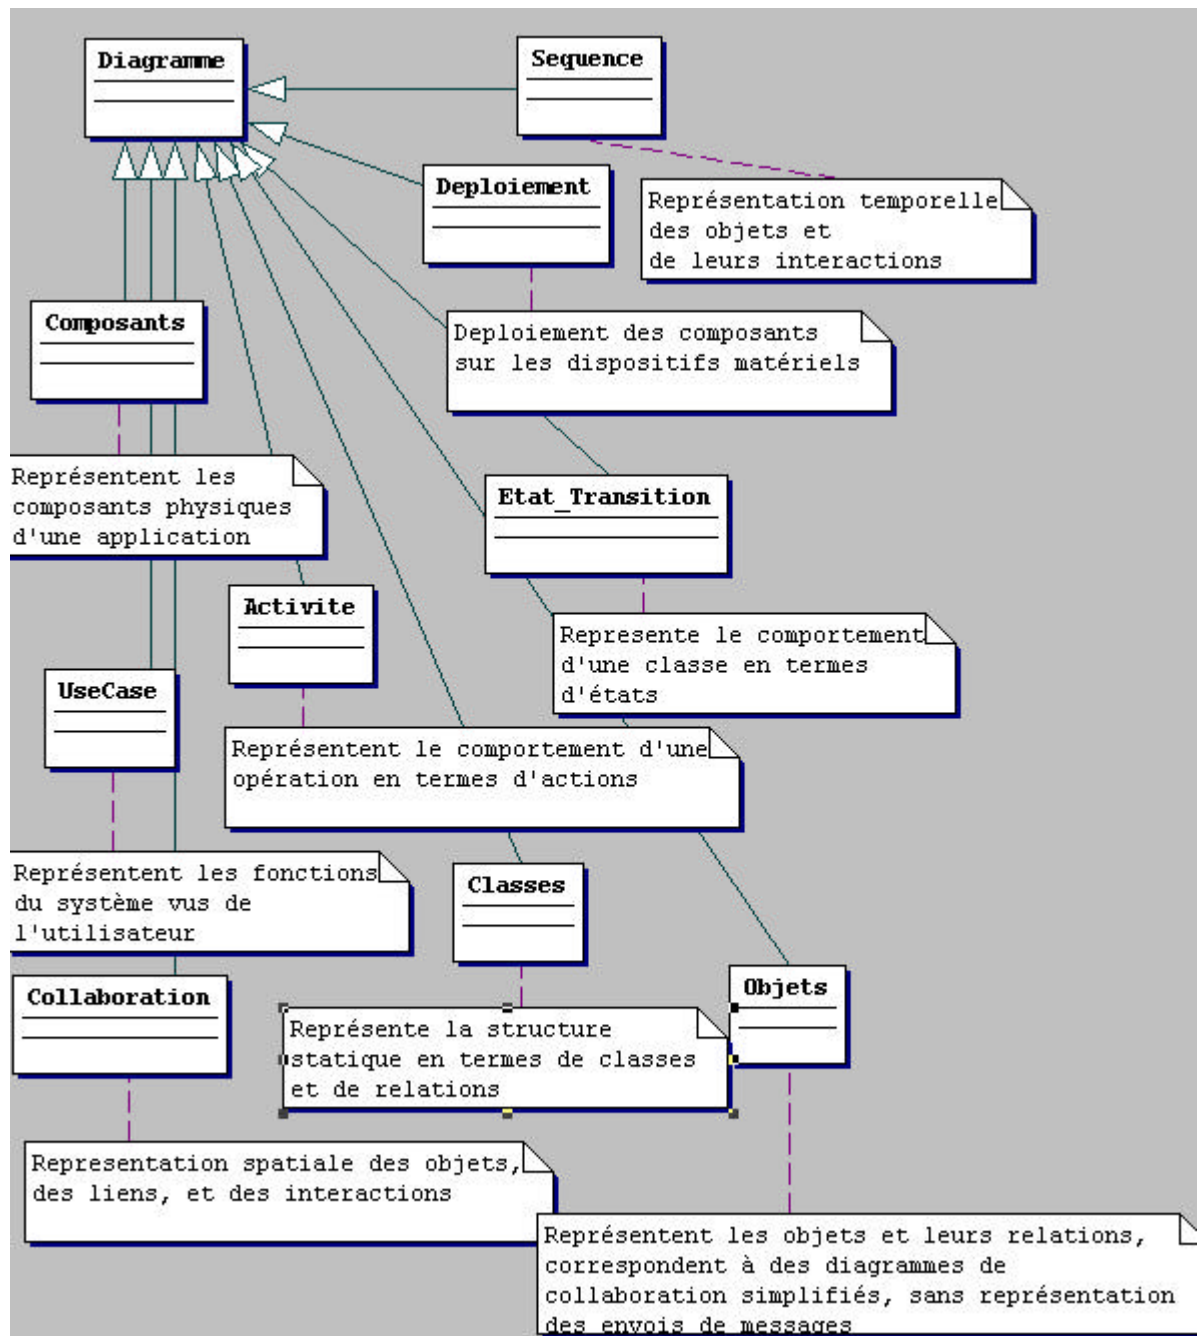 Diagramme
Sequence
Deploiement
Représentation temporelle
des objets et
de leurs interactions
Composants
Deploiement des composants
sur les dispositifs matériels
Représentent les
composants physiques
d'une application
Etat_Transition
Activite
Represente le comportement
d'une classe en termes
d'états
UseCase
Représentent le comportement d'une
opération en termes d'actions
Représentent les fonctions
du système vus de
l'utilisateur
Classes
Collaboration
Objets
Représente la structure
statique en termes de classes
et de relations
Representation spatiale des objets,
des liens, et des interactions
Représentent les objets et leurs relations,
correspondent à des diagrammes de
collaboration simplifiés, sans représentation
des envois de messages